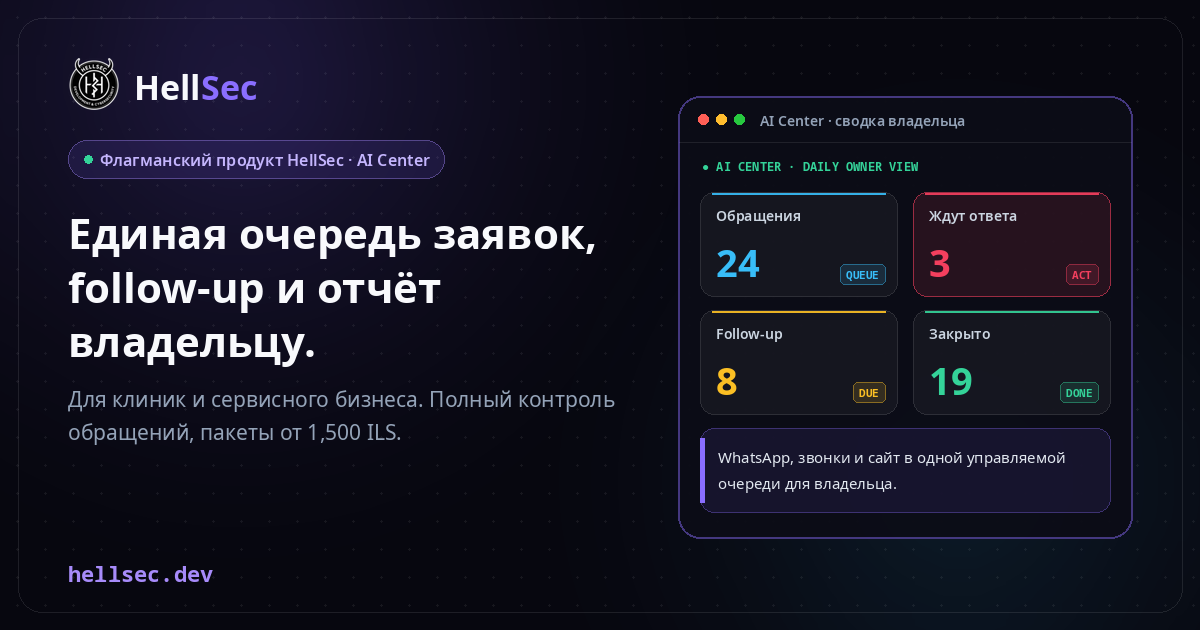 HELLSEC
HellSec
Флагманский продукт HellSec · AI Center
Единая очередь заявок,
follow-up и отчёт
владельцу.
Для клиник и сервисного бизнеса. Полный контроль
обращений, пакеты от 1,500 ILS.
hellsec.dev
AI Center · сводка владельца
• AI CENTER · DAILY OWNER VIEW
Обращения
24
QUEUE
Ждут ответа
3
ACT
Follow-up
8
DUE
Закрыто
19
DONE
WhatsApp, звонки и сайт в одной управляемой
очереди для владельца.